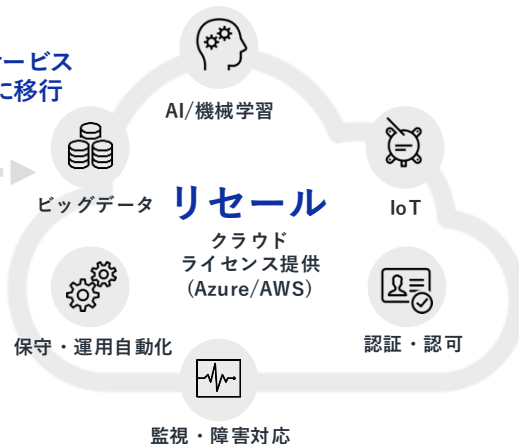 ービス
に移行
AI/機械学習
ビッグデータ
リセール
IoT
クラウド
ライセンス提供
(Azure/AWS)
保守・運用自動化
認証・認可
監視・障害対応